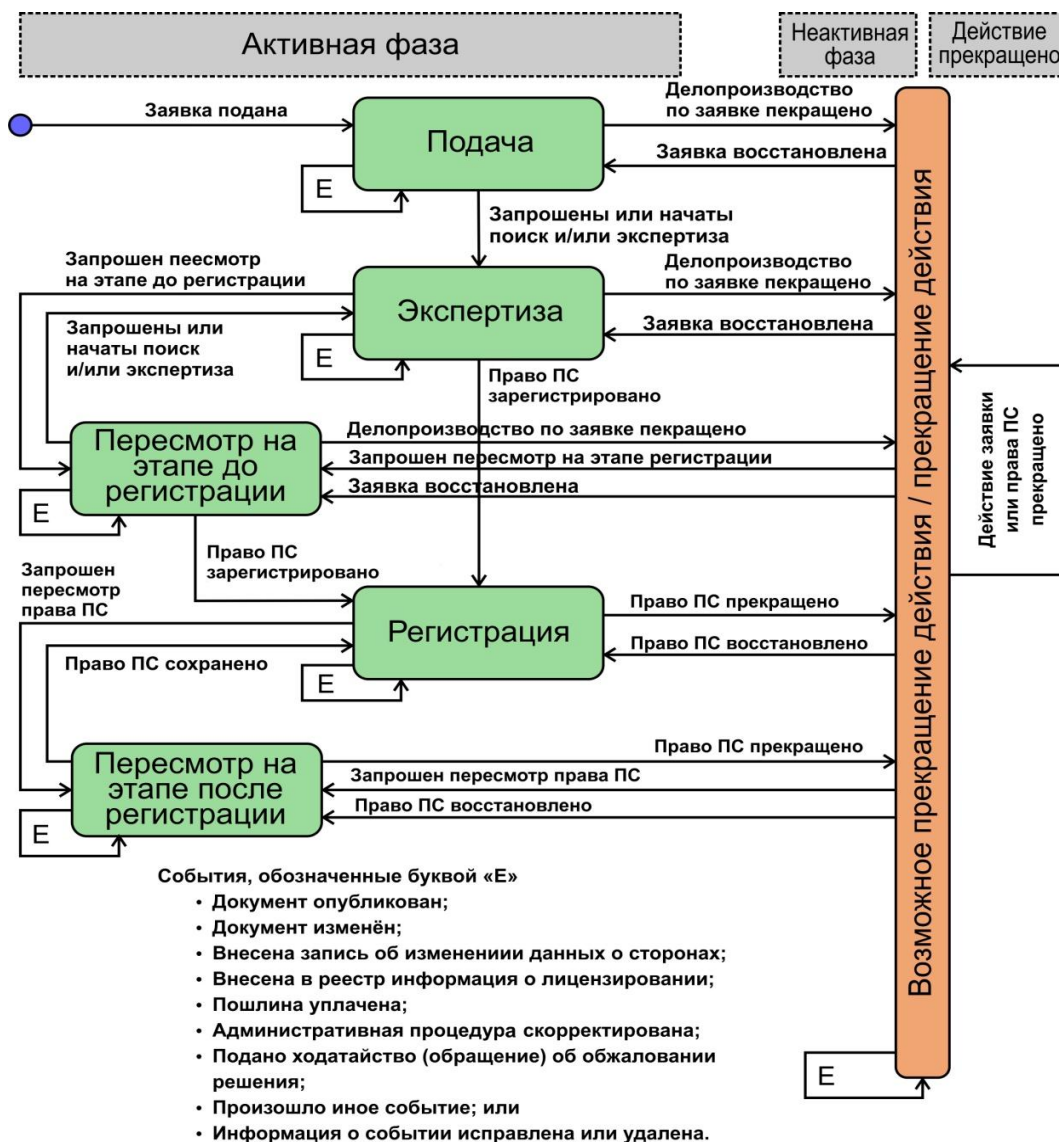 Активная фаза
Неактивная
фаза
Действие
прекращено
Заявка подана
Подача
Делопроизводство
по заявке пекращено
Заявка восстановлена
E
Запрошены или начаты
поиск и/или экспертиза
Запрошен пеесмотр
на этапе до регистрации
Экспертиза
Делопроизводство
по заявке пекращено
Заявка восстановлена
Запрошены или
начаты поиск
и/или экспертиза
E
Право ПС
зарегистрировано
Пересмотр на
этапе до
регистрации
Делопроизводство по заявке пекращено
Запрошен пересмотр на этапе регистрации
Заявка восстановлена
E
Право ПС
зарегистрировано
Запрошен
пересмотр
права ПС
Регистрация
Право ПС прекращено
Право ПС восстановлено
Право ПС сохранено
E
Пересмотр на
этапе после
регистрации
Право ПС прекращено
Запрошен пересмотр права ПС
Право ПС восстановлено
E
Возможное прекращение действия / прекращение действия
Действие заявки
или права ПС
прекращено
E
События, обозначенные буквой «E»
• Документ опубликован;
• Документ изменён;
• Внесена запись об изменениии данных о сторонах;
• Внесена в реестр информация о лицензировании;
• Пошлина уплачена;
• Административная процедура скорректирована;
• Подано ходатайство (обращение) об обжаловании
решения;
• Произошло иное событие; или
• Информация о событии исправлена или удалена.